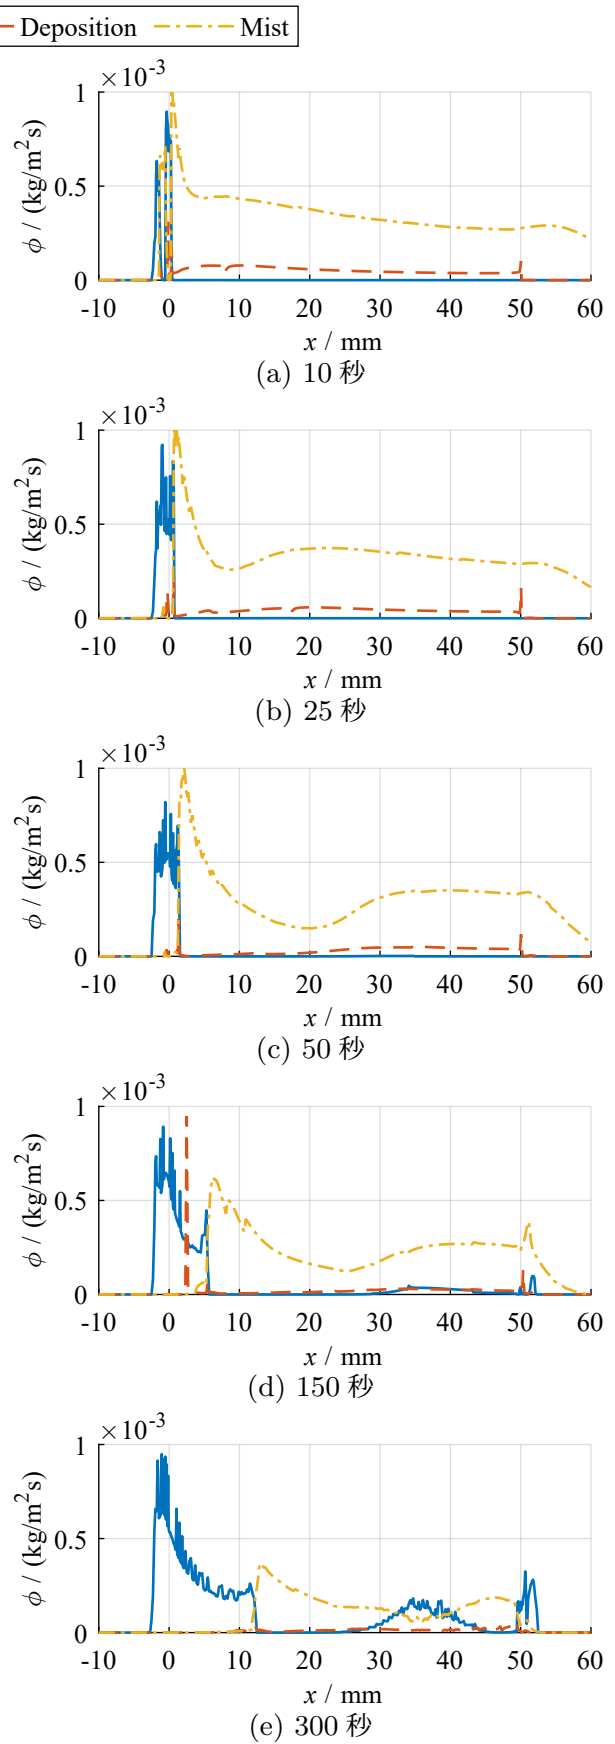 Deposition Mist
×10-3
1
0.5
0
ϕ / (kg/m2s)
-10 0 10 20 30 40 50 60
x / mm
(a) 10 秒
×10-3
1
0.5
0
ϕ / (kg/m2s)
-10 0 10 20 30 40 50 60
x / mm
(b) 25 秒
×10-3
1
0.5
0
ϕ / (kg/m2s)
-10 0 10 20 30 40 50 60
x / mm
(c) 50 秒
×10-3
1
0.5
0
ϕ / (kg/m2s)
-10 0 10 20 30 40 50 60
x / mm
(d) 150 秒
×10-3
1
0.5
0
ϕ / (kg/m2s)
-10 0 10 20 30 40 50 60
x / mm
(e) 300 秒